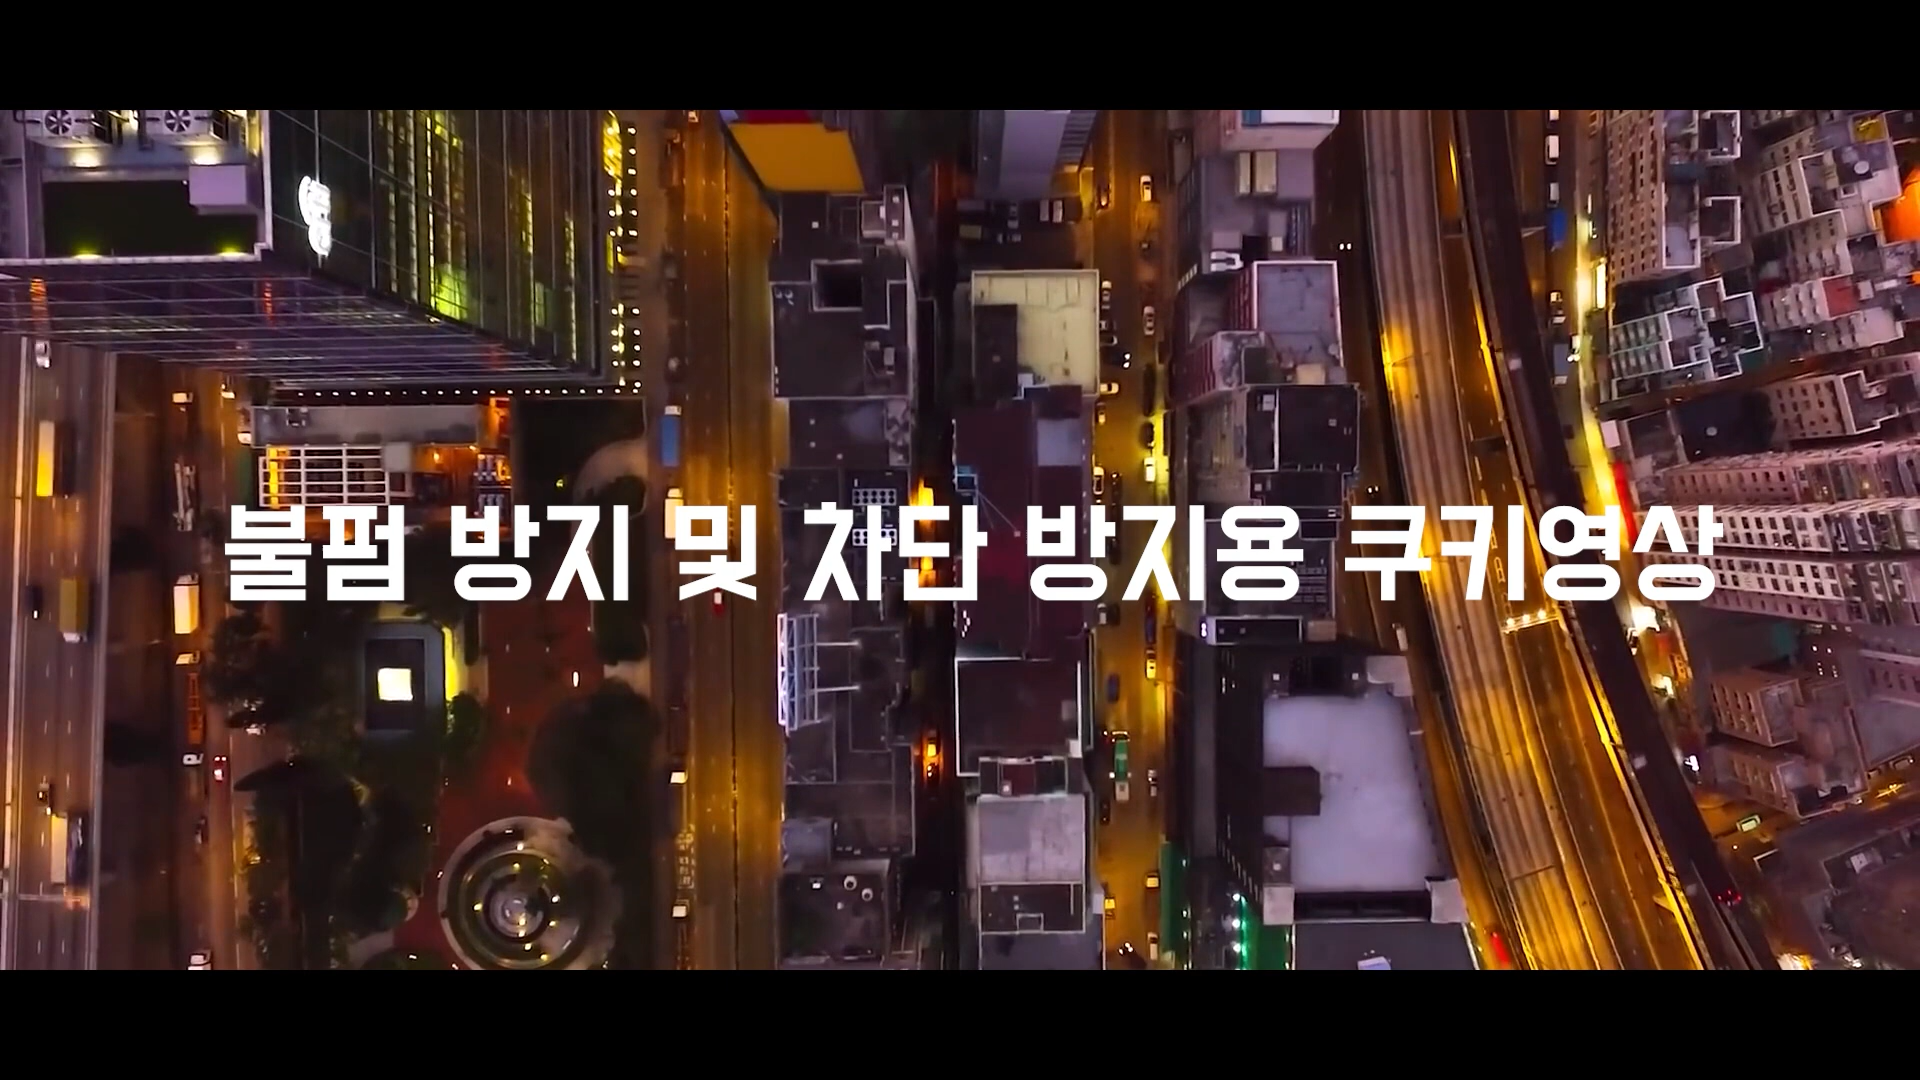 불펌 방지 및 차단 방지용 쿠키영상